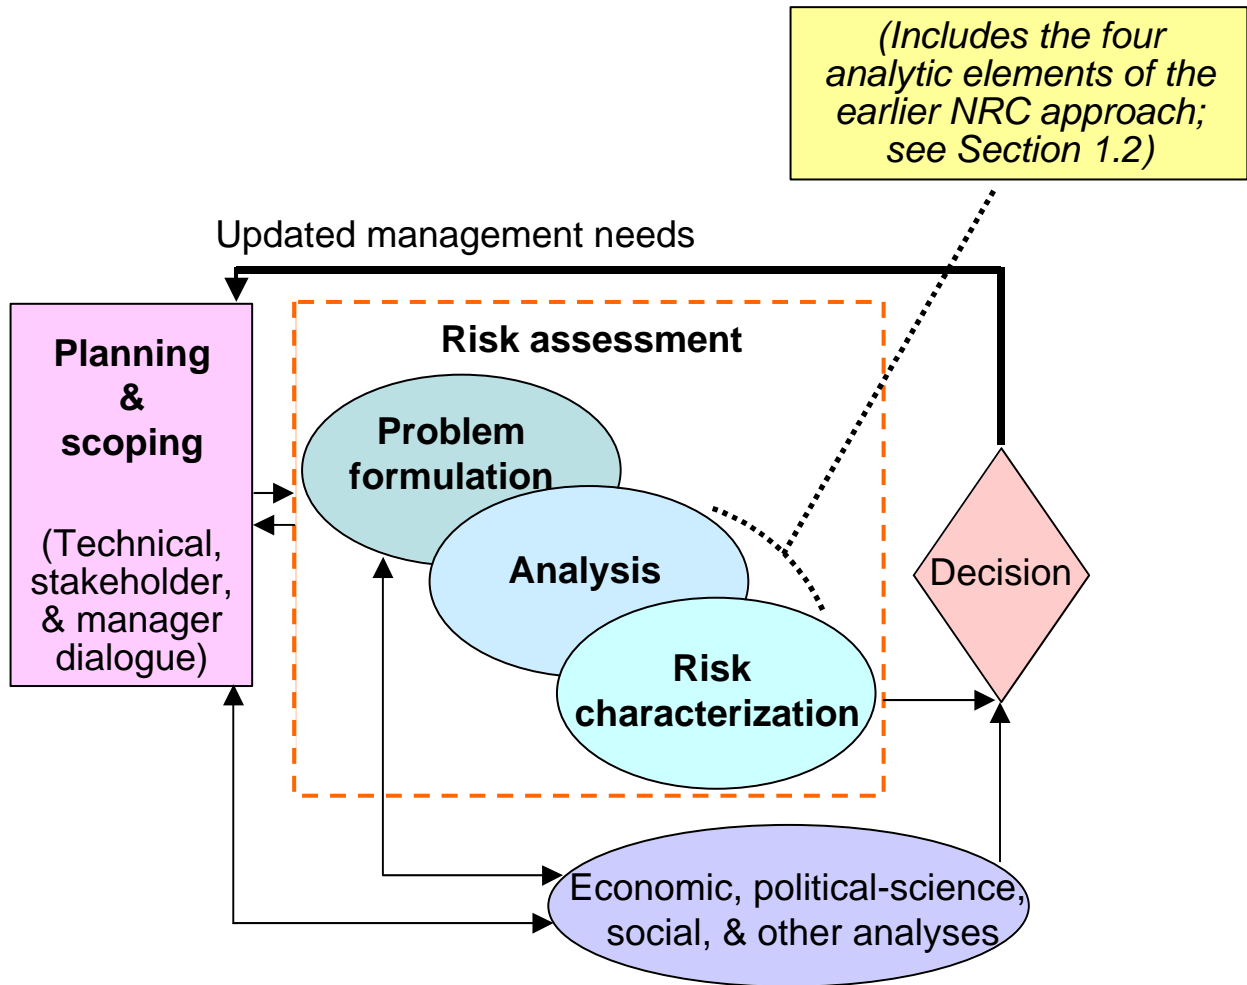 (Includes the four
analytic elements of the
earlier NRC approach;
see Section 1.2)
Updated management needs
Planning
&
scoping
(Technical,
stakeholder,
& manager
dialogue)
Risk assessment
Problem
formulation
Analysis
Risk
characterization
Decision
Economic, political-science,
social, & other analyses